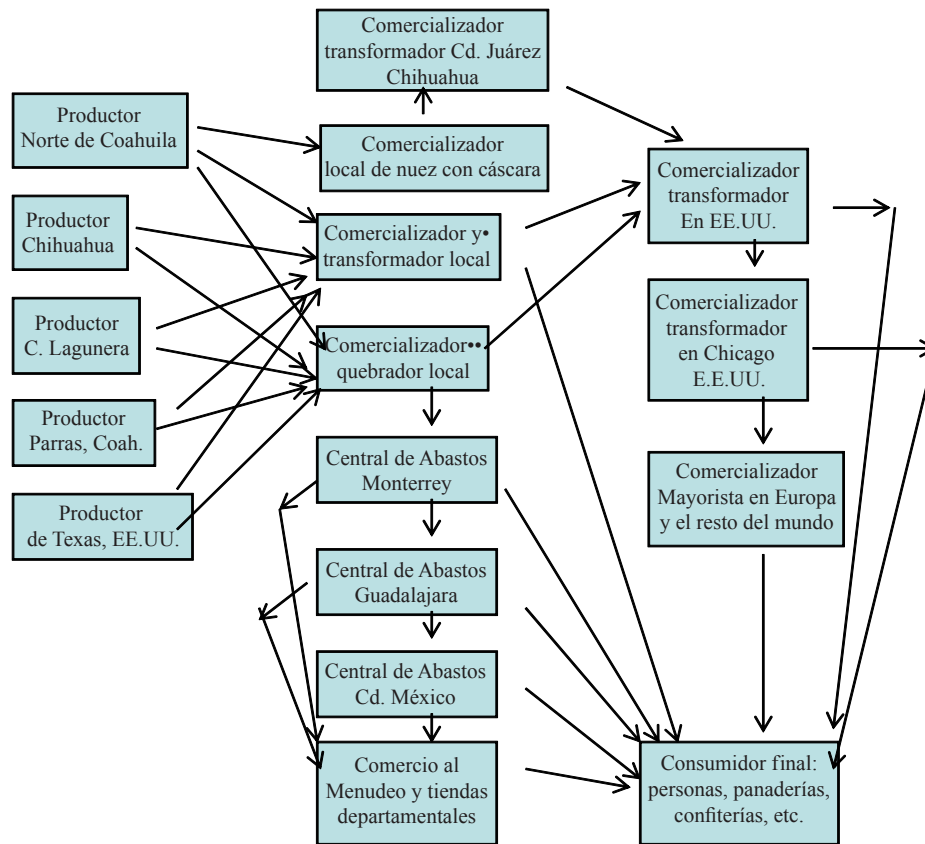 Comercializador
transformador Cd. Juárez
Chihuahua
Productor
Norte de Coahuila
Comercializador
local de nuez con cáscara
Comercializador
transformador
En EE.UU.
Productor
Chihuahua
Comercializador y•
transformador local
Productor
C. Lagunera
Comercializador••
quebrador local
Comercializador
transformador
en Chicago
E.E.UU.
Productor
Parras, Coah.
Central de Abastos
Monterrey
Comercializador
Mayorista en Europa
y el resto del mundo
Productor
de Texas, EE.UU.
Central de Abastos
Guadalajara
Central de Abastos
Cd. México
Comercio al
Menudeo y tiendas
departamentales
Consumidor final:
personas, panaderías,
confiterías, etc.